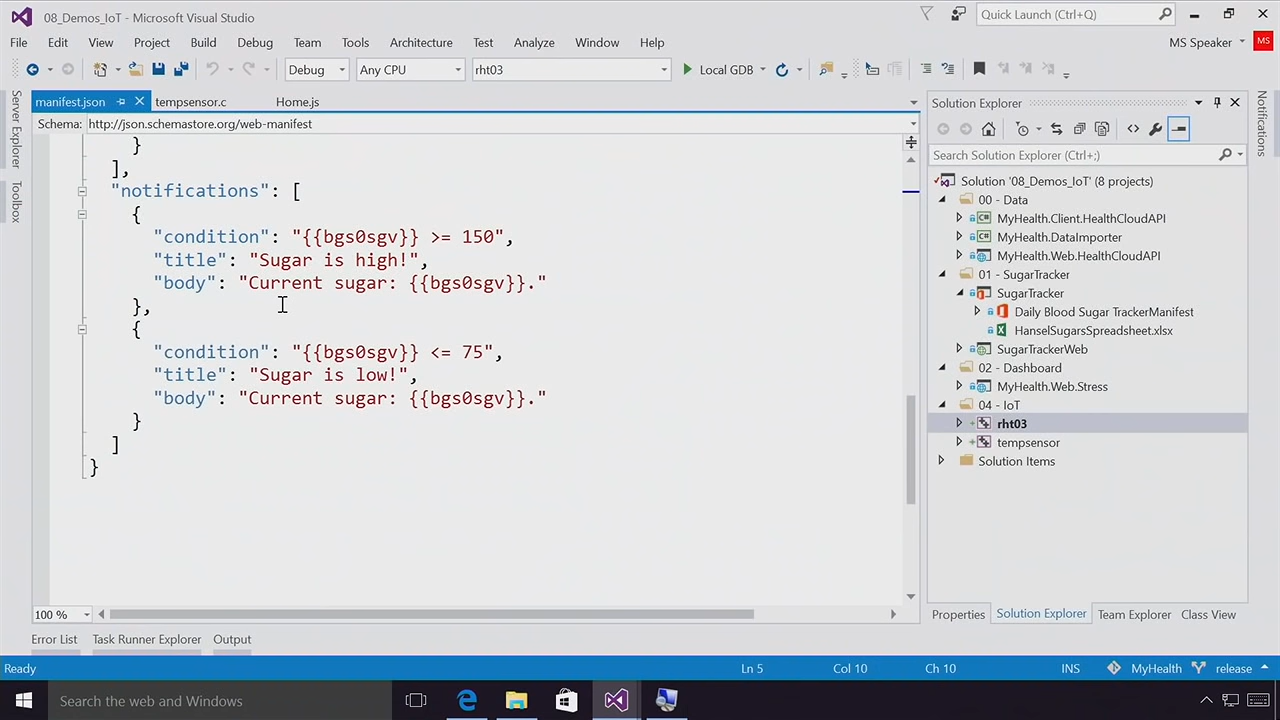 08_Demos_IoT - Microsoft Visual Studio
Quick Launch (Ctrl+Q)
File Edit View Project Build Debug Team Tools Architecture Test Analyze Window Help
MS Speaker MS
Debug Any CPU rht03 Local GDB
Server Explorer
Toolbox
manifest.json tempsensor.c Home.js
Schema: http://json.schemastore.org/web-manifest
}
],
"notifications": [
{
"condition": "{{bgs0sgv}} >= 150",
"title": "Sugar is high!",
"body": "Current sugar: {{bgs0sgv}}."
},
{
"condition": "{{bgs0sgv}} <= 75",
"title": "Sugar is low!",
"body": "Current sugar: {{bgs0sgv}}."
}
]
}
100 %
Solution Explorer
Search Solution Explorer (Ctrl+;)
Solution '08_Demos_IoT' (8 projects)
00 - Data
MyHealth.Client.HealthCloudAPI
MyHealth.DataImporter
MyHealth.Web.HealthCloudAPI
01 - SugarTracker
SugarTracker
Daily Blood Sugar TrackerManifest
HanselSugarsSpreadsheet.xlsx
SugarTrackerWeb
02 - Dashboard
MyHealth.Web.Stress
04 - IoT
rht03
tempsensor
Solution Items
Properties Solution Explorer Team Explorer Class View
Notifications
Error List Task Runner Explorer Output
Ready Ln 5 Col 10 Ch 10 INS MyHealth release
Search the web and Windows